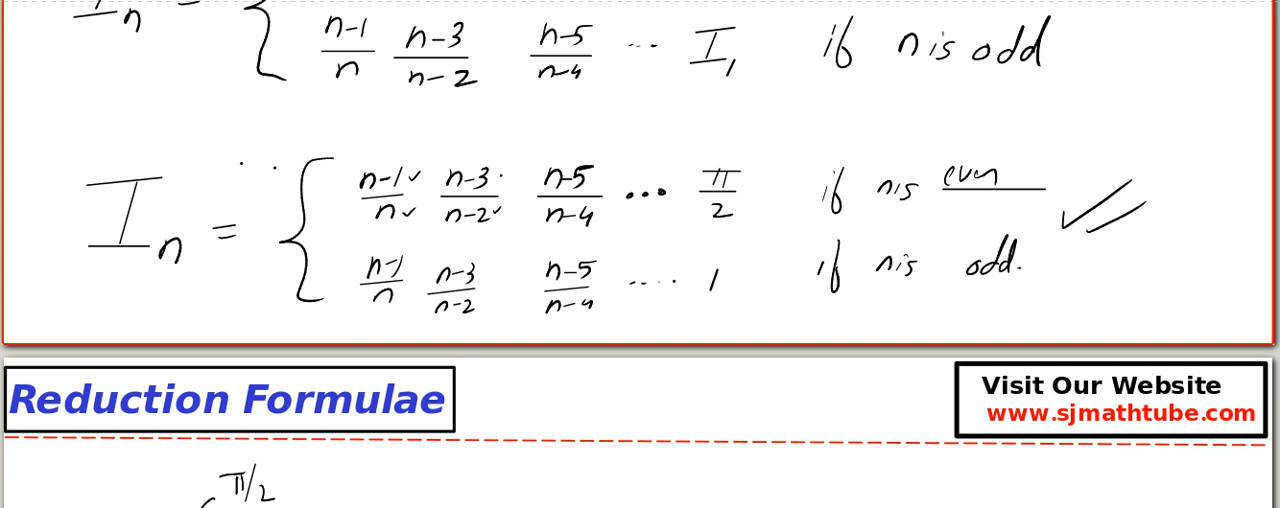 I_n = { (n-1)/n (n-3)/(n-2) (n-5)/(n-4) ... I_1 if n is odd
I_n = { (n-1)/n (n-3)/(n-2) (n-5)/(n-4) ... π/2 if n is even
(n-1)/n (n-3)/(n-2) (n-5)/(n-4) .... 1 if n is odd.
Reduction Formulae
Visit Our Website
www.sjmathtube.com
π/2